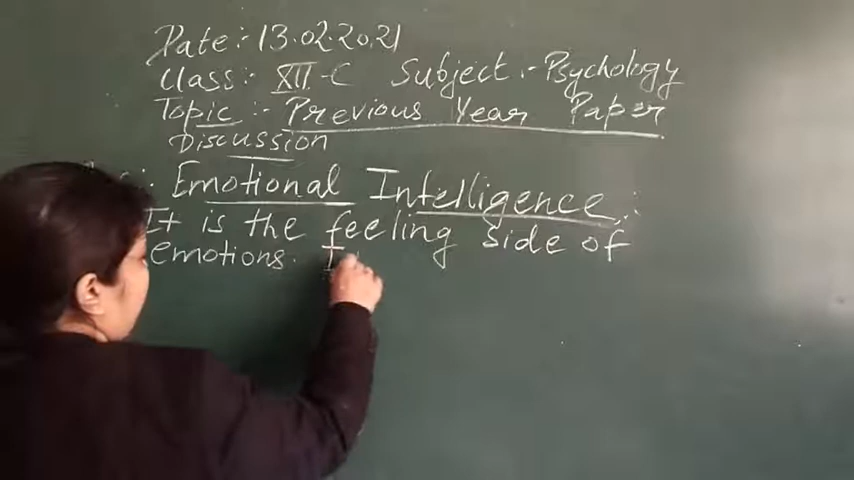 Date:- 13.02.2021
Class:- XII-C Subject:- Psychology
Topic:- Previous Year Paper
Discussion
Emotional Intelligence:
It is the feeling side of
emotions.